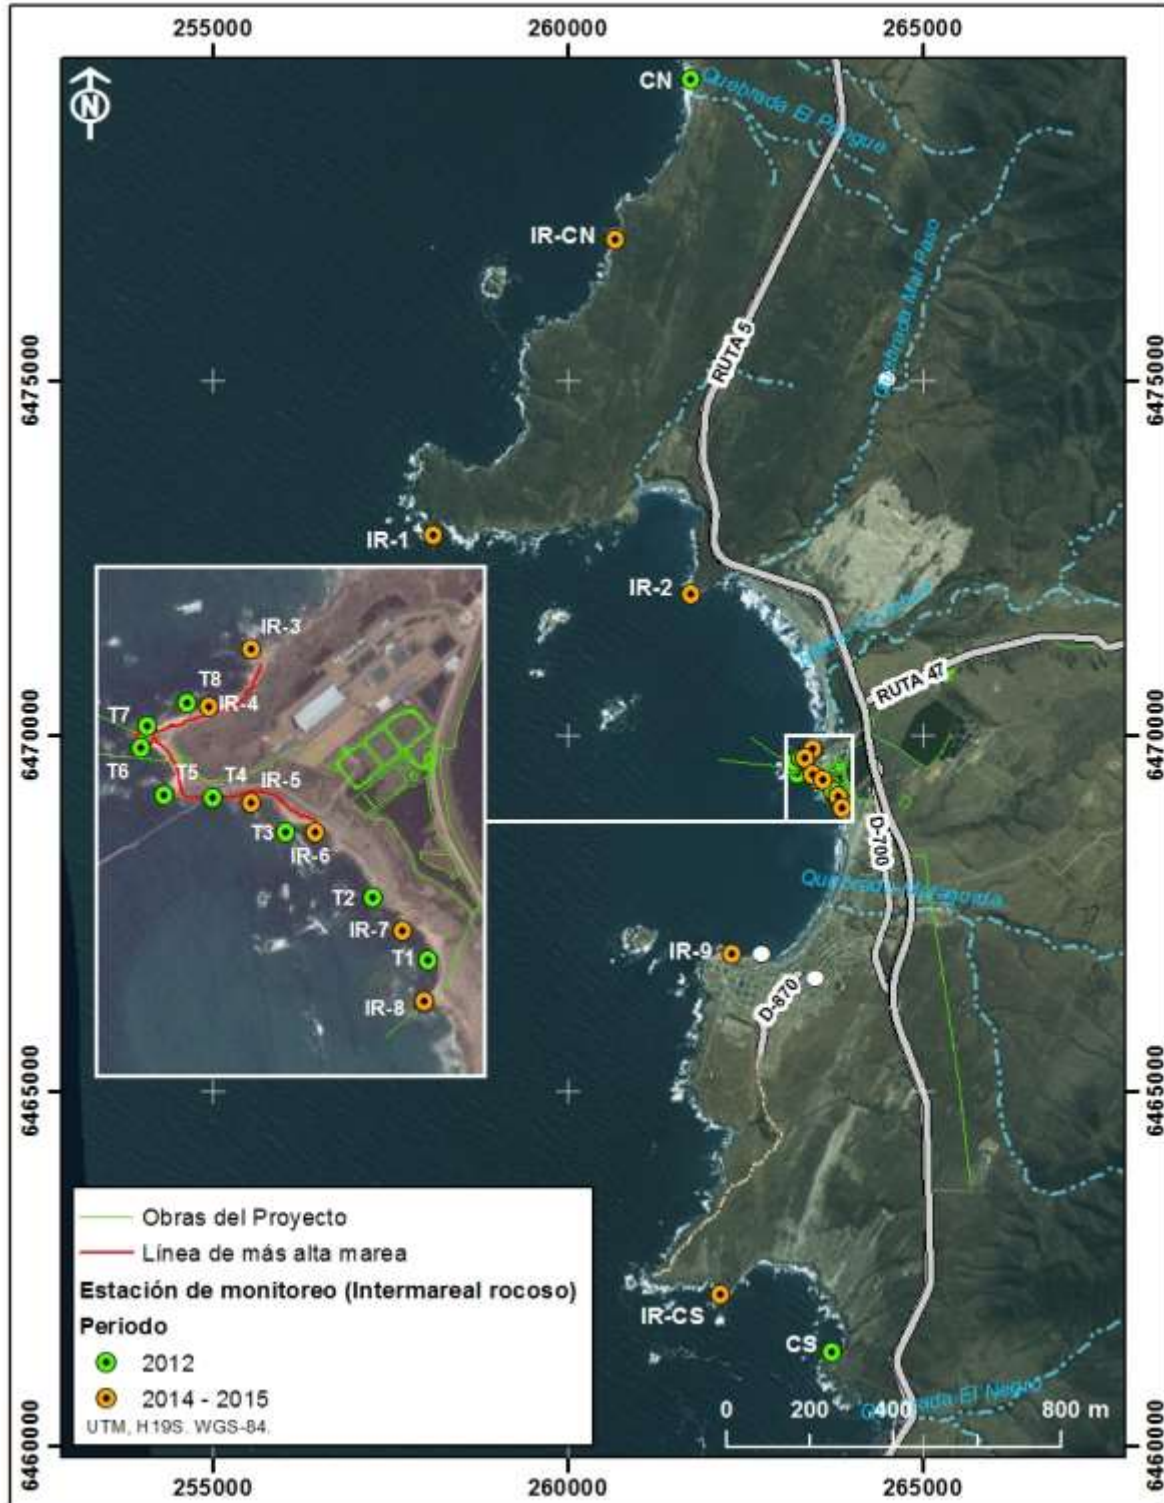 255000 260000 265000
N
CN
Quebrada El Pangue
IR-CN
RUTA 5
Quebrada Mal Paso
6475000 6475000
IR-1
IR-2
IR-3
T8
IR-4
T7
T6
T5 T4 IR-5
T3
IR-6
T2
IR-7
T1
IR-8
RUTA 47
6470000 6470000
D-700
Quebrada
IR-9
D-870
6465000 6465000
Obras del Proyecto
Línea de más alta marea
Estación de monitoreo (Intermareal rocoso)
Periodo
2012
2014 - 2015
UTM, H19S. WGS-84.
IR-CS
CS
Quebrada El Negro
0 200 400 800 m
6460000 6460000
255000 260000 265000